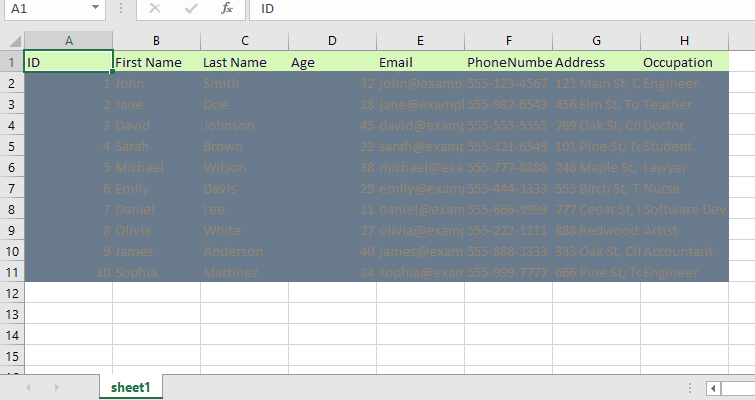 A1 fx ID
A B C D E F G H
1 ID First Name Last Name Age Email PhoneNumbe Address Occupation
2 1 John Smith 32 john@examp 555-123-4567 123 Main St, C Engineer
3 2 Jane Doe 28 jane@exampl 555-987-6543 456 Elm St, To Teacher
4 3 David Johnson 45 david@examp 555-555-5555 789 Oak St, Cit Doctor
5 4 Sarah Brown 22 sarah@examp 555-321-6549 101 Pine St, To Student
6 5 Michael Wilson 38 michael@exa 555-777-8888 246 Maple St, Lawyer
7 6 Emily Davis 29 emily@examp 555-444-3333 555 Birch St, T Nurse
8 7 Daniel Lee 31 daniel@exam 555-666-9999 777 Cedar St, Software Dev
9 8 Olivia White 27 olivia@examp 555-222-1111 888 Redwood Artist
10 9 James Anderson 40 james@exam 555-888-3333 333 Oak St, Cit Accountant
11 10 Sophia Martinez 24 sophia@exam 555-999-7777 666 Pine St, To Engineer
12
13
14
15
sheet1